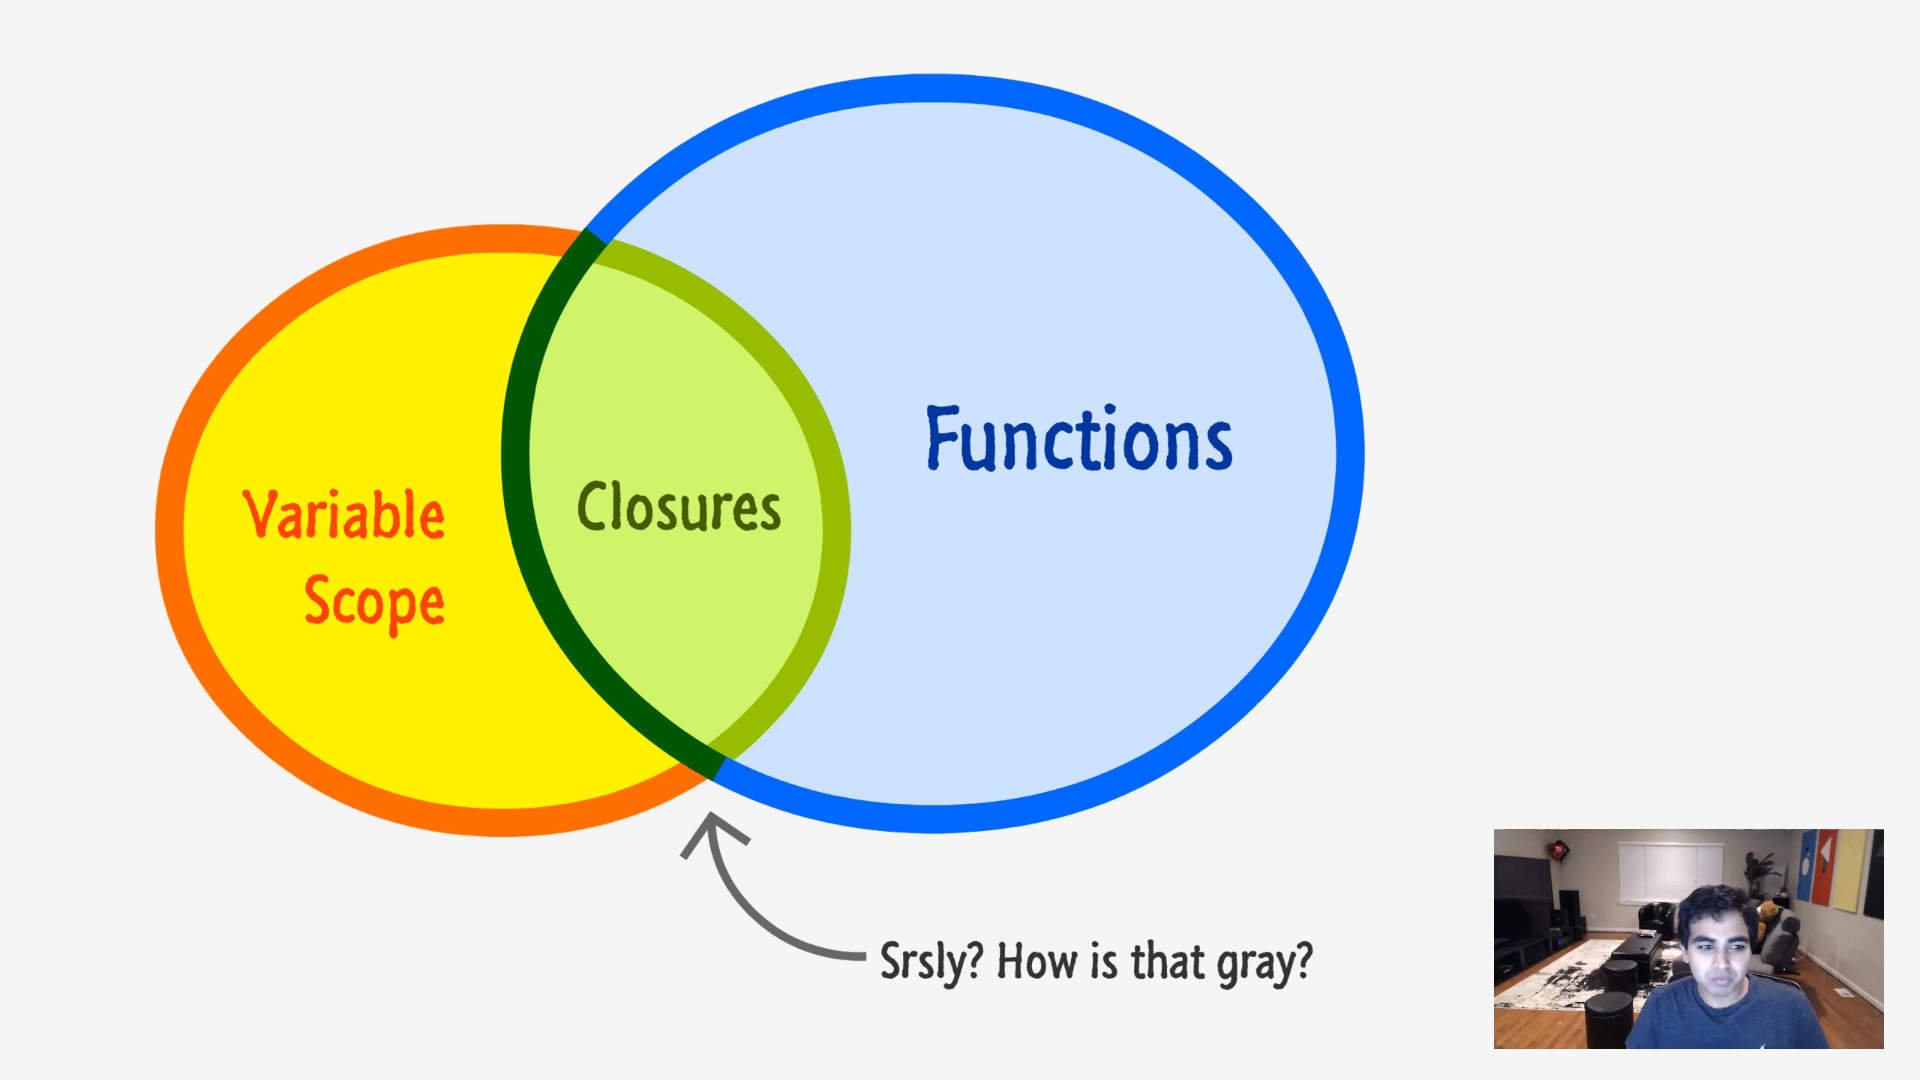 Functions
Closures
Variable
Scope
Srsly? How is that gray?